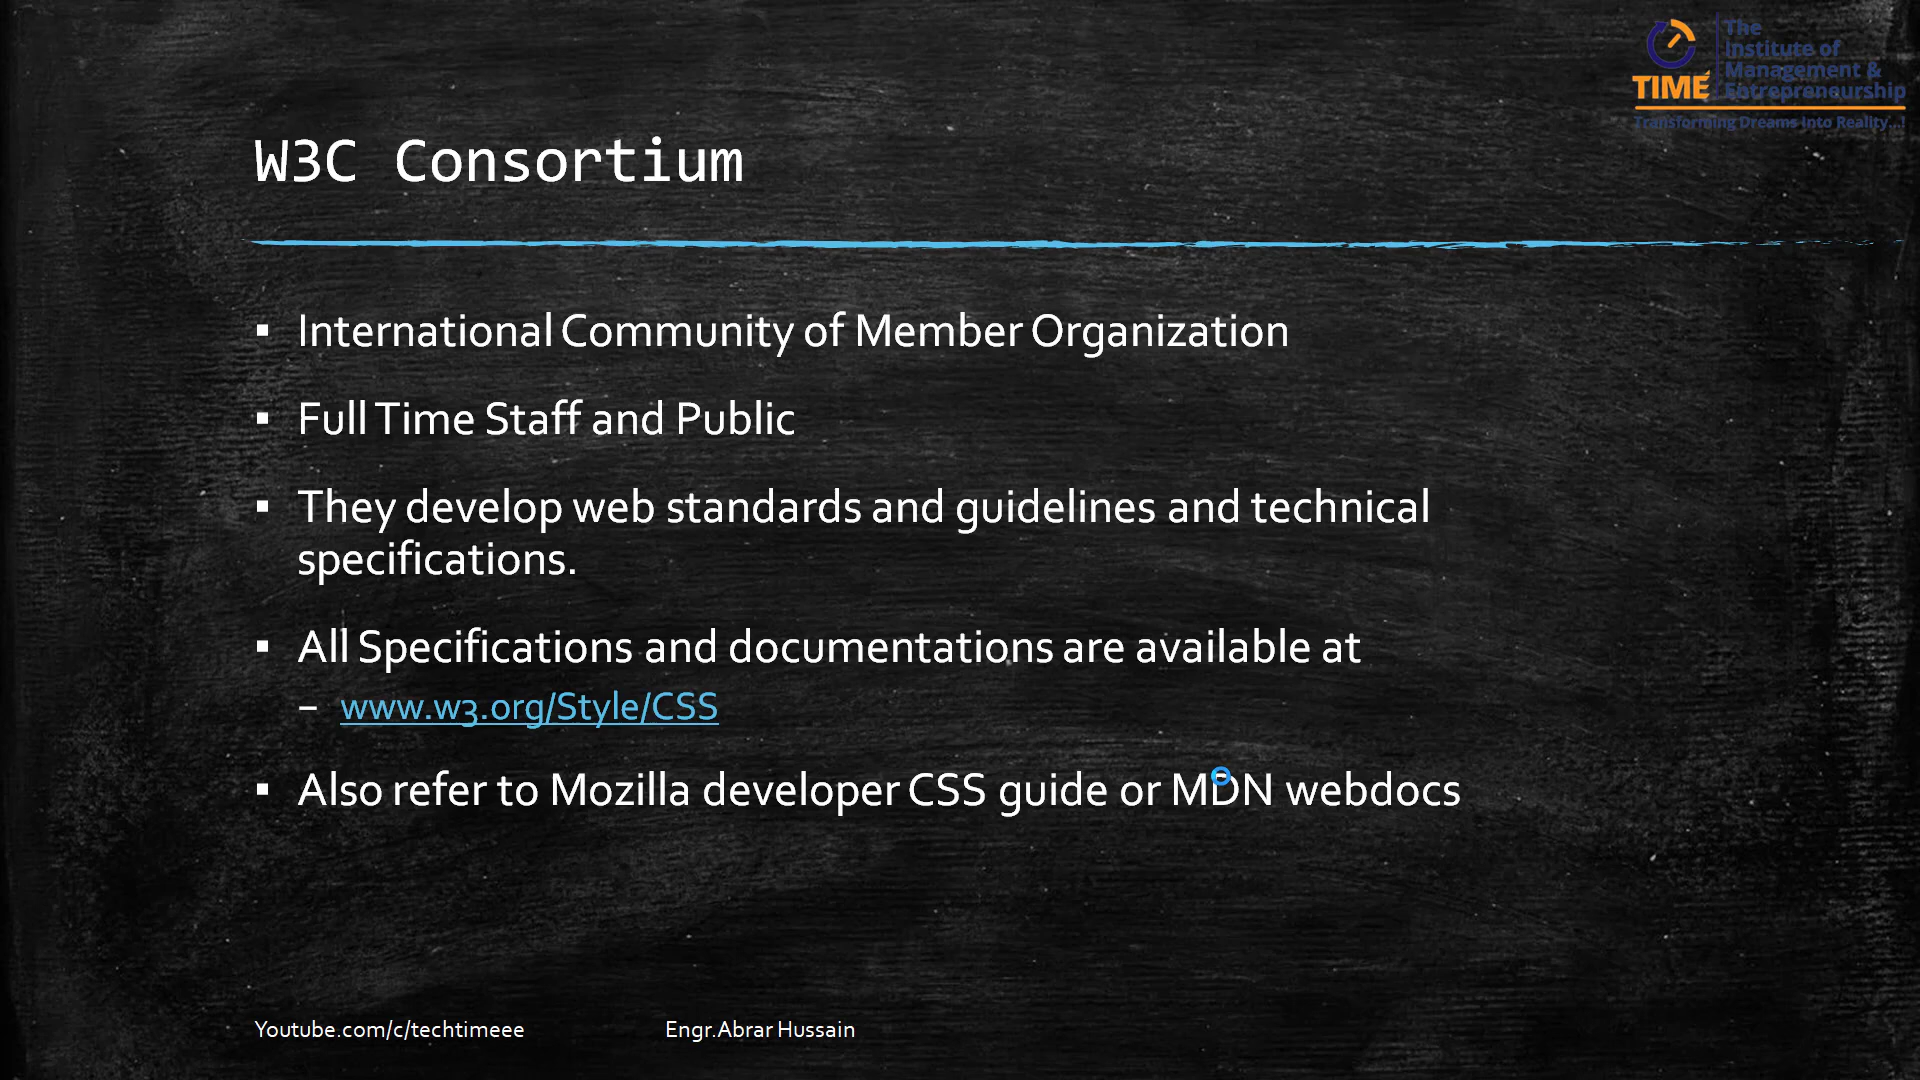 The
Institute of
Management &
Entrepreneurship
TIME
Transforming Dreams Into Reality...!
W3C Consortium
▪ International Community of Member Organization
▪ Full Time Staff and Public
▪ They develop web standards and guidelines and technical
specifications.
▪ All Specifications and documentations are available at
– www.w3.org/Style/CSS
▪ Also refer to Mozilla developer CSS guide or MDN webdocs
Youtube.com/c/techtimeee
Engr.Abrar Hussain